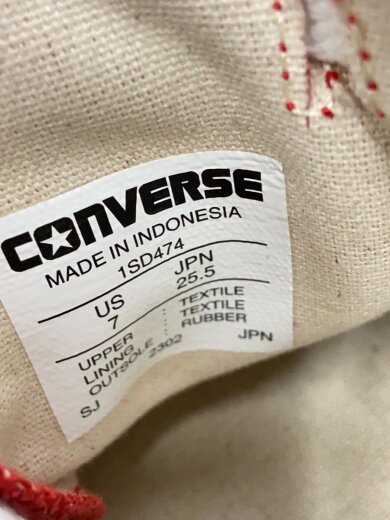 CONVERSE
MADE IN INDONESIA
1SD474
US JPN
7 25.5
UPPER : TEXTILE
LINING : TEXTILE
OUTSOLE : RUBBER
SJ 2302 JPN